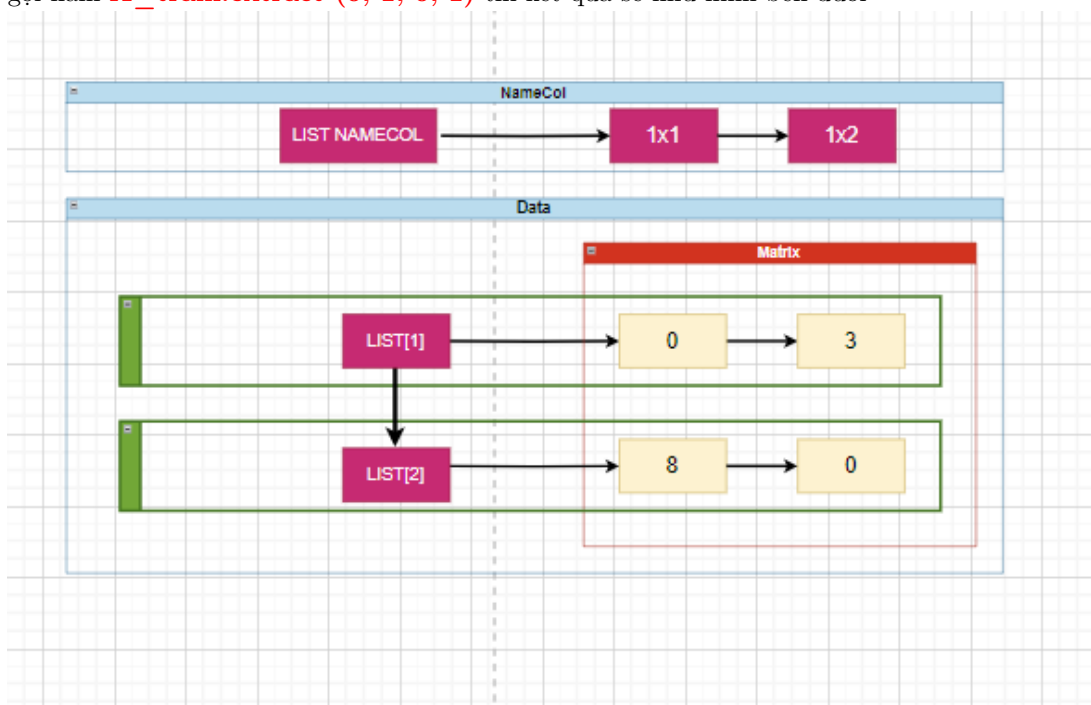 NameCol
LIST NAMECOL 1x1 1x2
Data
Matrix
LIST[1] 0 3
LIST[2] 8 0